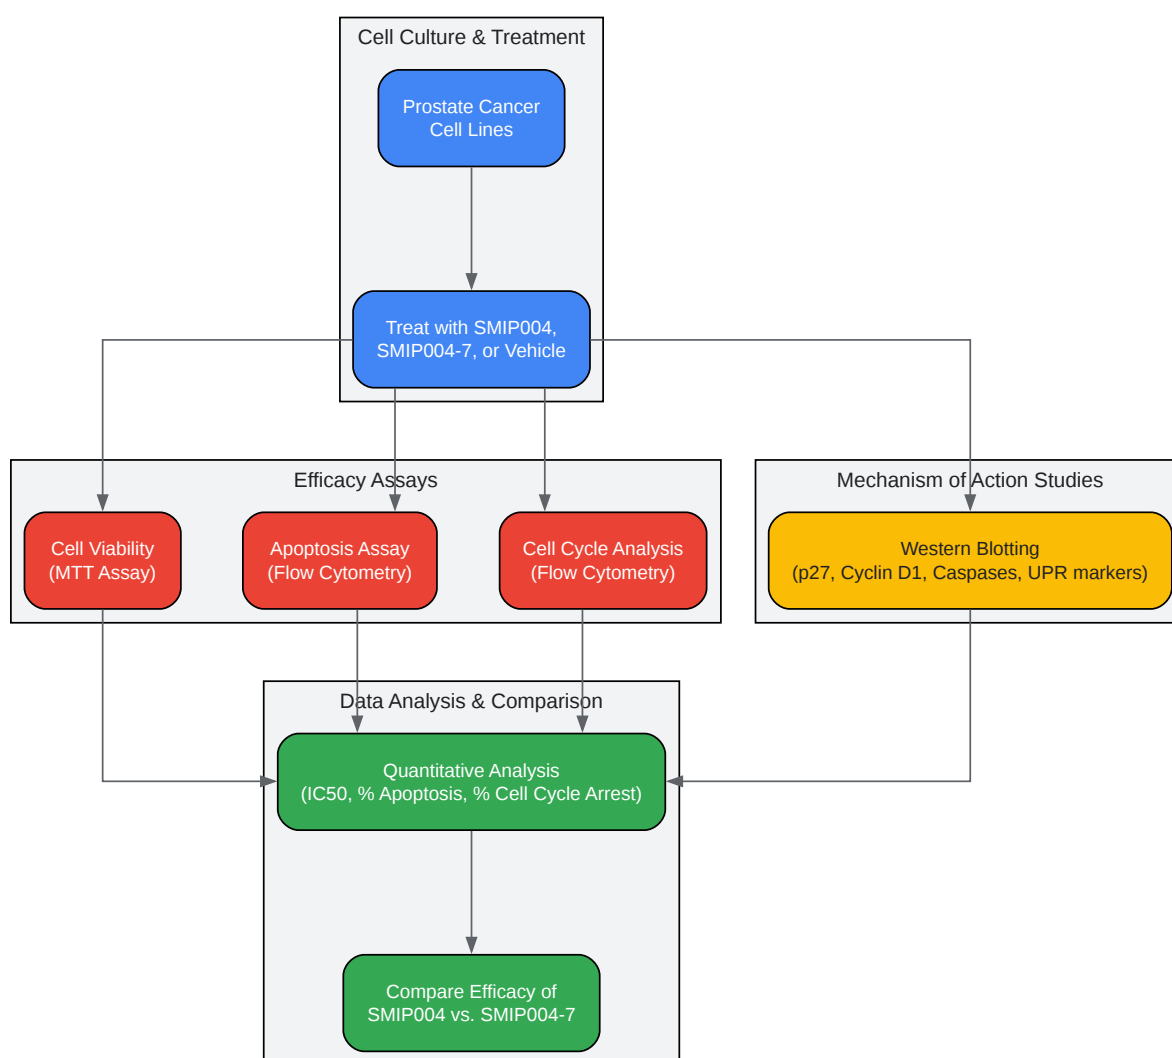 Cell Culture & Treatment
Prostate Cancer
Cell Lines
Treat with SMIP004,
SMIP004-7, or Vehicle
Efficacy Assays
Mechanism of Action Studies
Cell Viability
(MTT Assay)
Apoptosis Assay
(Flow Cytometry)
Cell Cycle Analysis
(Flow Cytometry)
Western Blotting
(p27, Cyclin D1, Caspases, UPR markers)
Data Analysis & Comparison
Quantitative Analysis
(IC50, % Apoptosis, % Cell Cycle Arrest)
Compare Efficacy of
SMIP004 vs. SMIP004-7